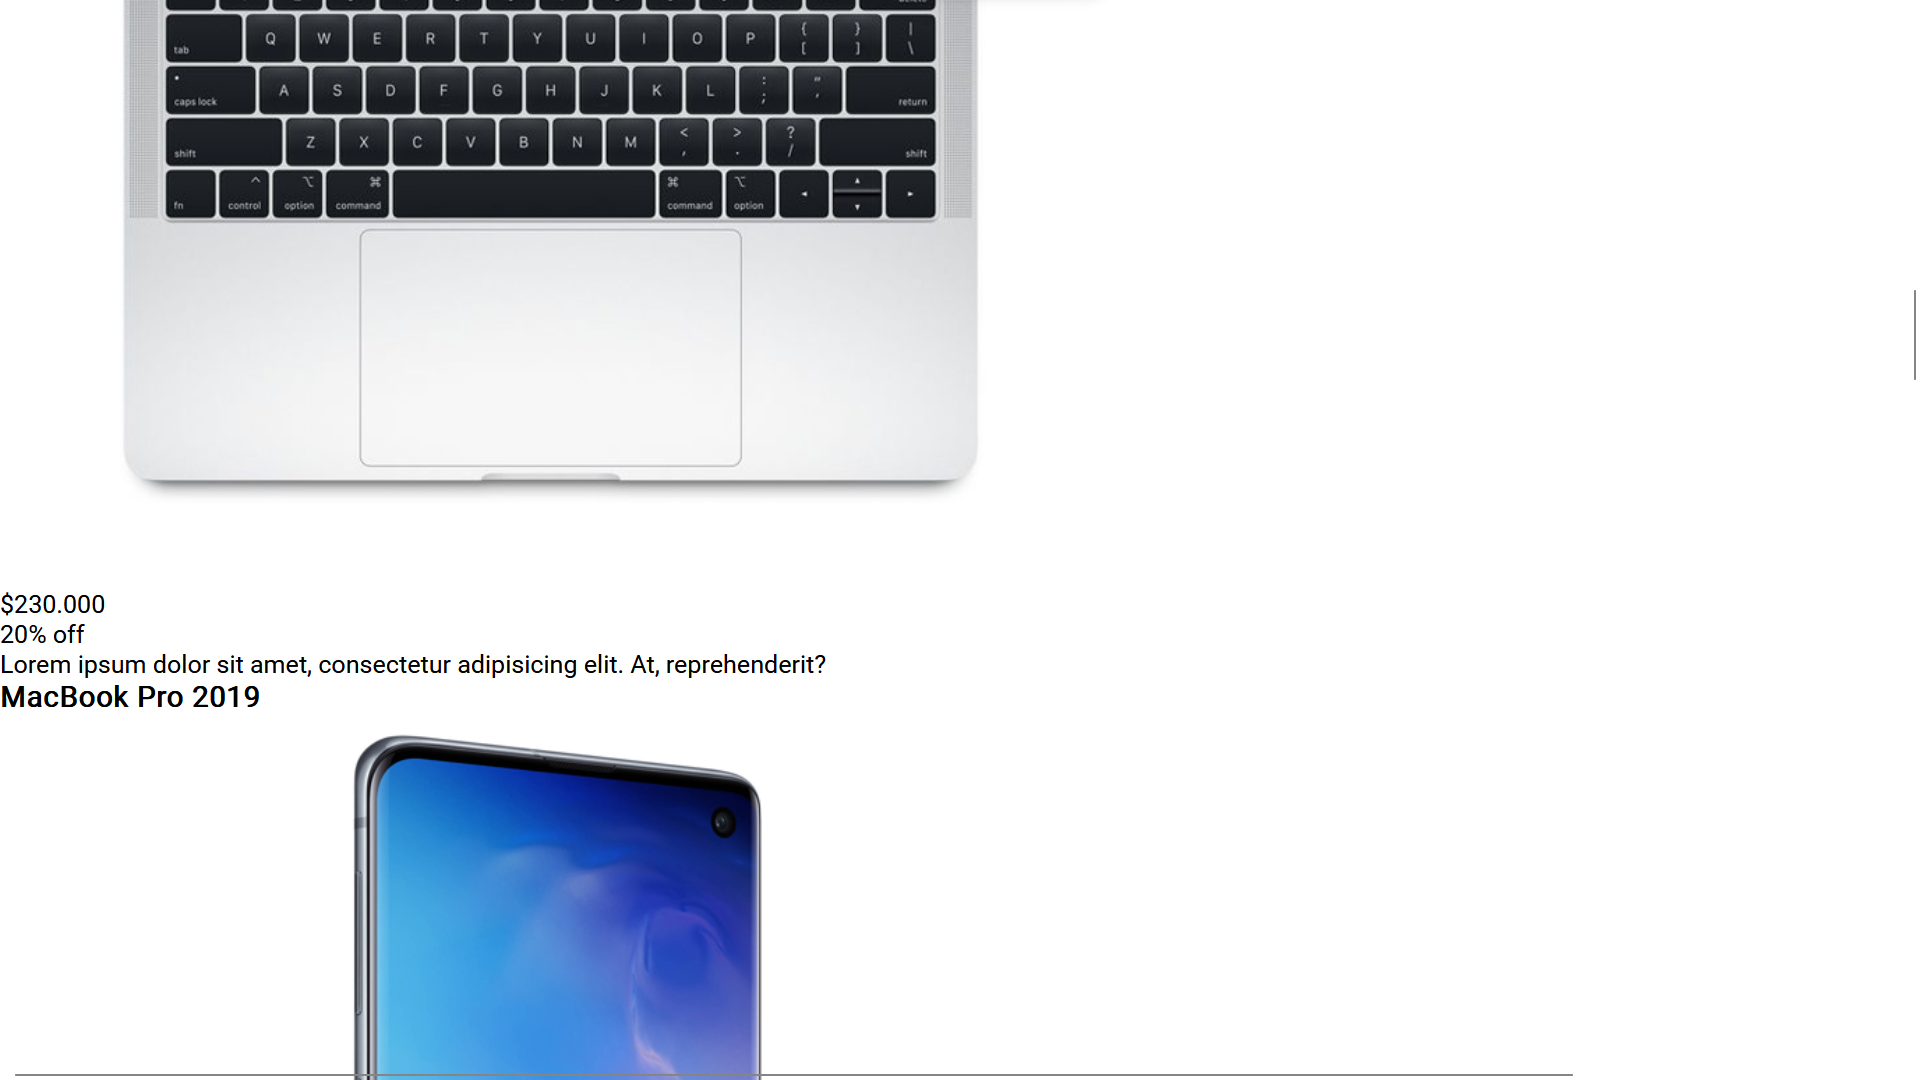 tab Q W E R T Y U I O P { [ } ] | \
caps lock A S D F G H J K L : ; " ' return
shift Z X C V B N M < , > . ? / shift
fn ^ control ⌥ option ⌘ command ⌘ command ⌥ option ◂ ▴ ▾ ▸
$230.000
20% off
Lorem ipsum dolor sit amet, consectetur adipisicing elit. At, reprehenderit?
MacBook Pro 2019